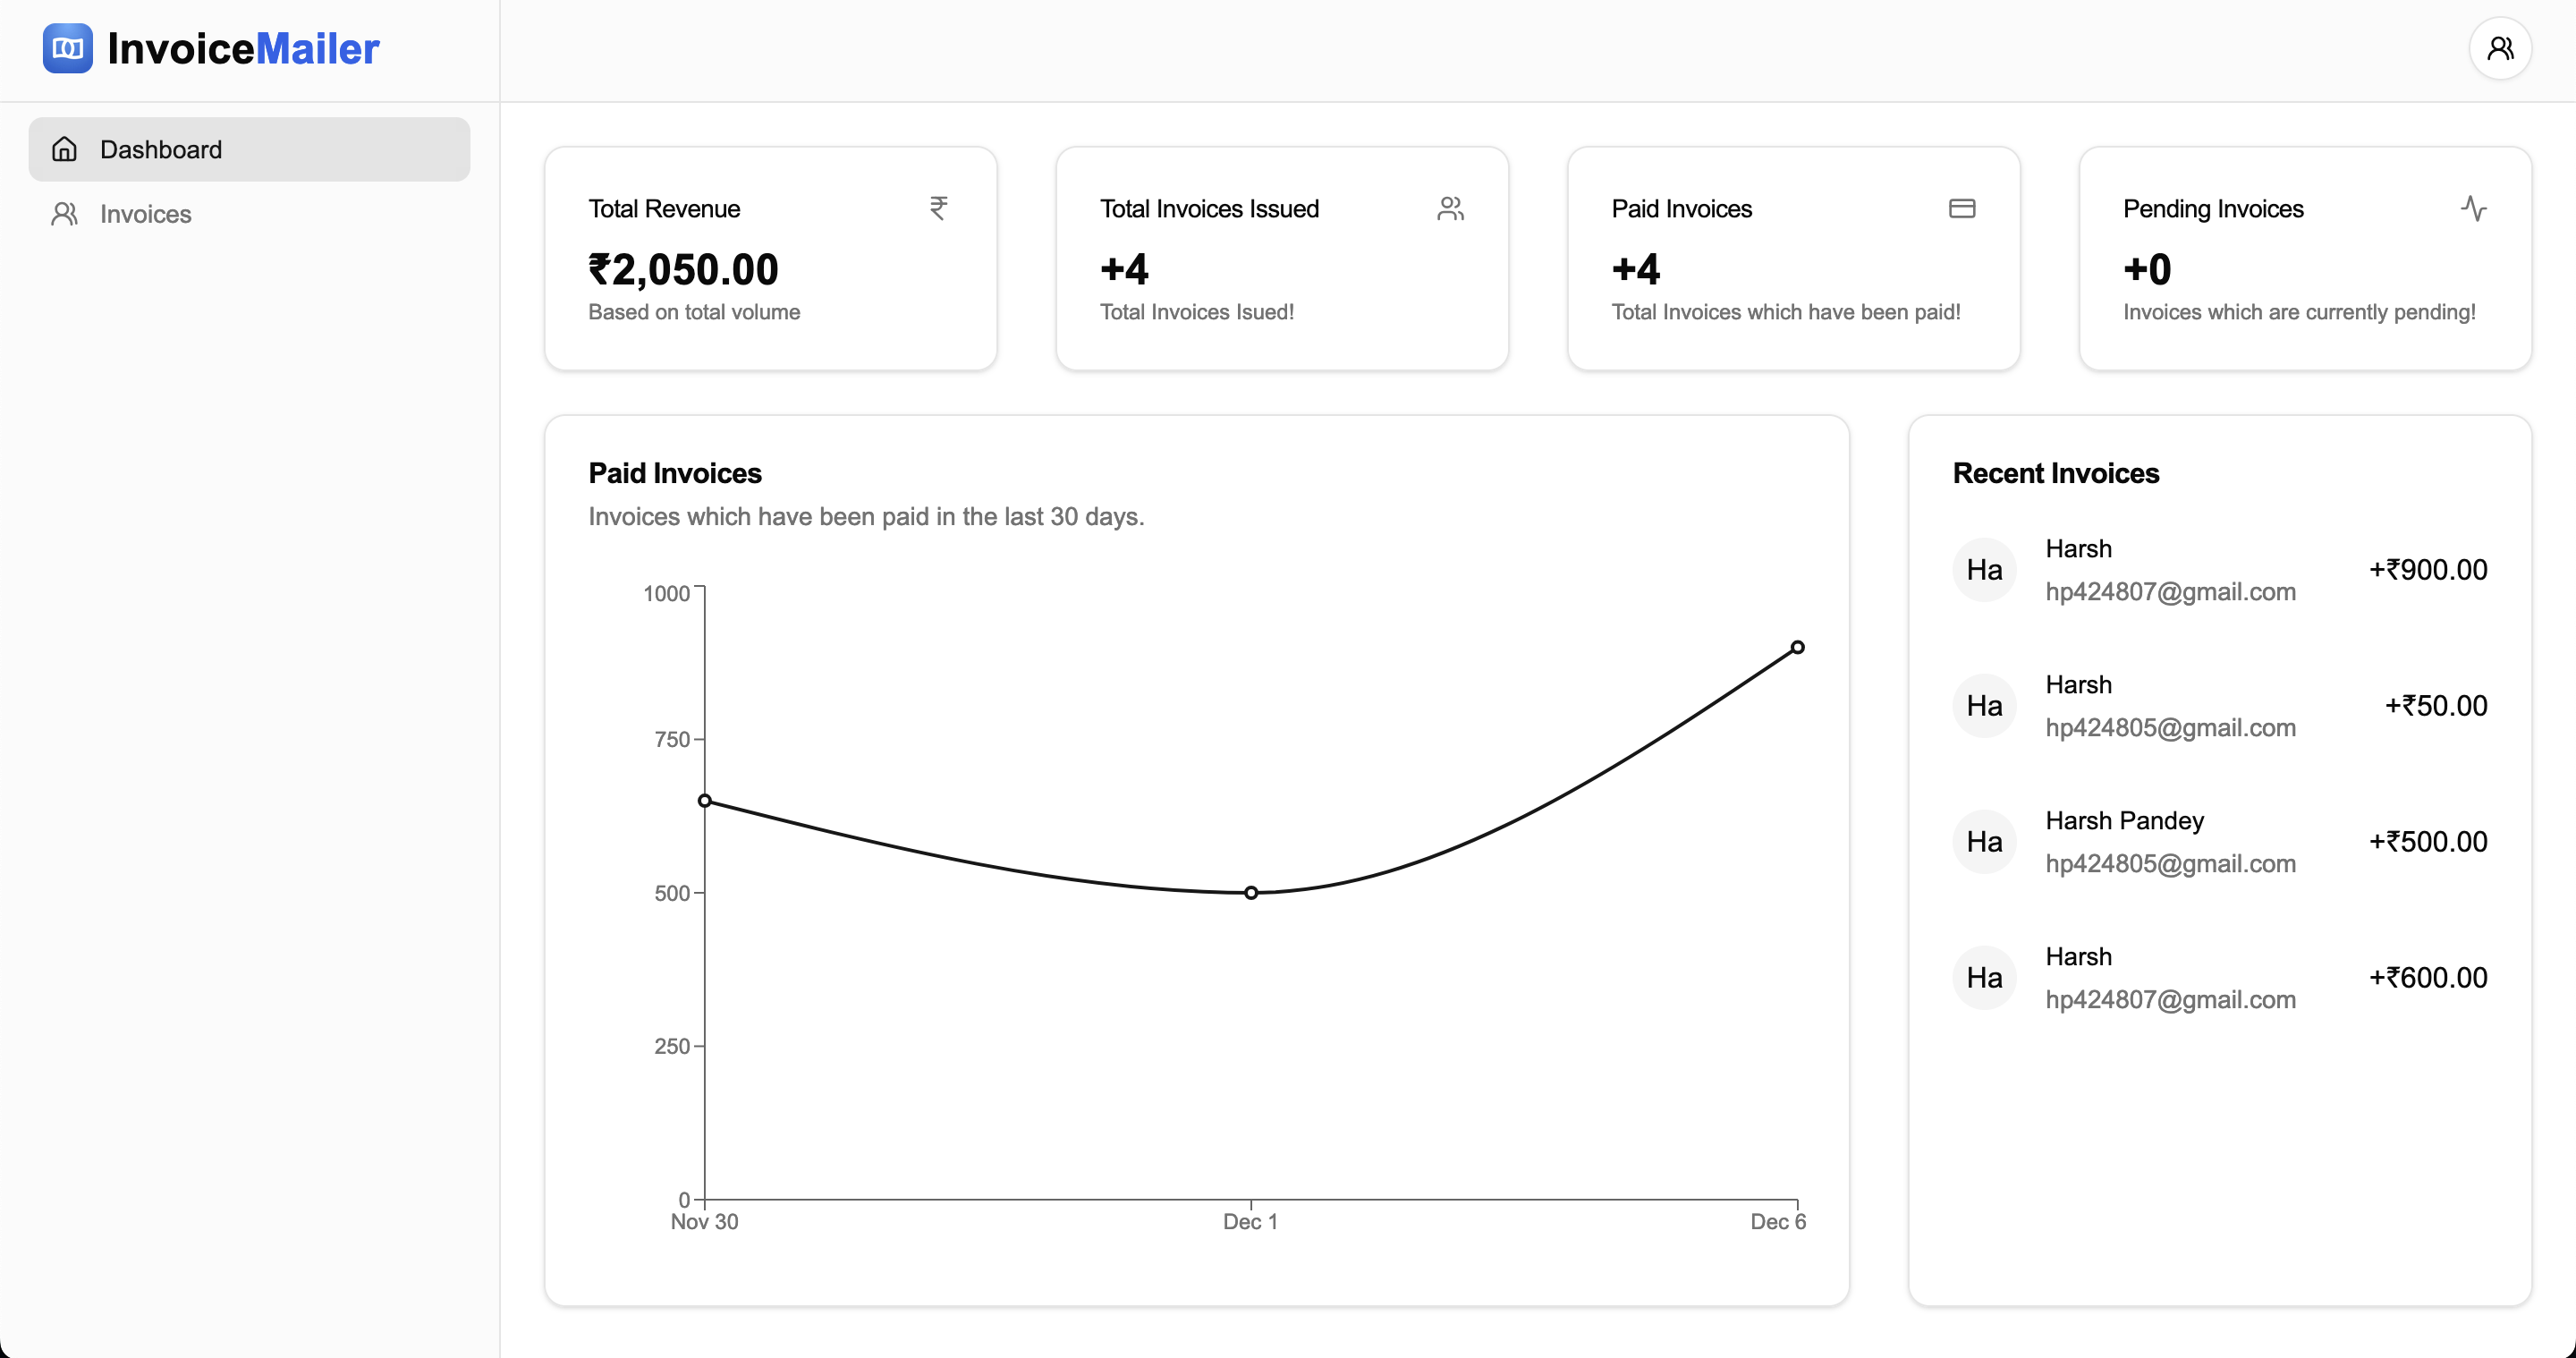 InvoiceMailer
Dashboard
Invoices
Total Revenue
₹2,050.00
Based on total volume
Total Invoices Issued
+4
Total Invoices Isued!
Paid Invoices
+4
Total Invoices which have been paid!
Pending Invoices
+0
Invoices which are currently pending!
Paid Invoices
Invoices which have been paid in the last 30 days.
1000
750
500
250
0
Nov 30 Dec 1 Dec 6
Recent Invoices
Ha
Harsh
hp424807@gmail.com
+₹900.00
Ha
Harsh
hp424805@gmail.com
+₹50.00
Ha
Harsh Pandey
hp424805@gmail.com
+₹500.00
Ha
Harsh
hp424807@gmail.com
+₹600.00